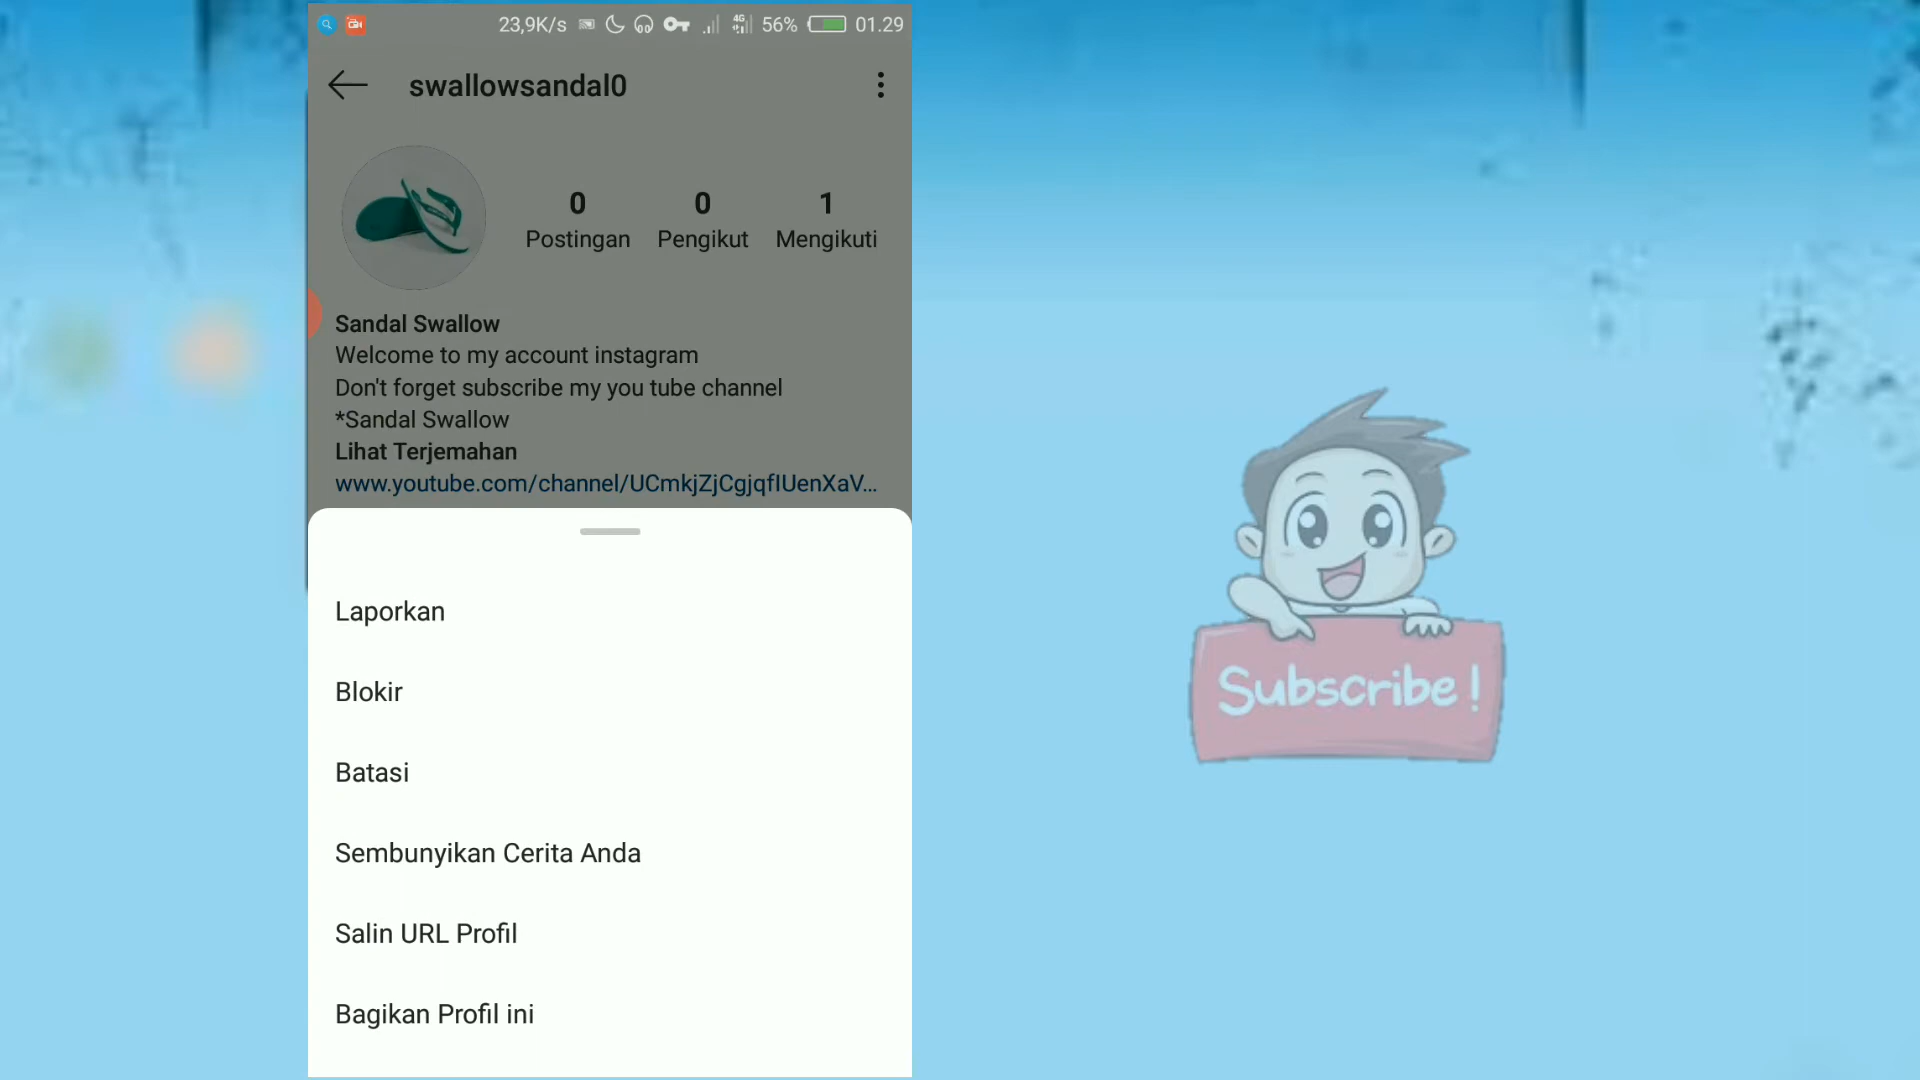 23,9K/s 4G 56% 01.29
swallowsandal0
0 0 1
Postingan Pengikut Mengikuti
Sandal Swallow
Welcome to my account instagram
Don't forget subscribe my you tube channel
*Sandal Swallow
Lihat Terjemahan
www.youtube.com/channel/UCmkjZjCgjqfIUenXaV...
Laporkan
Blokir
Batasi
Sembunyikan Cerita Anda
Salin URL Profil
Bagikan Profil ini
Subscribe!